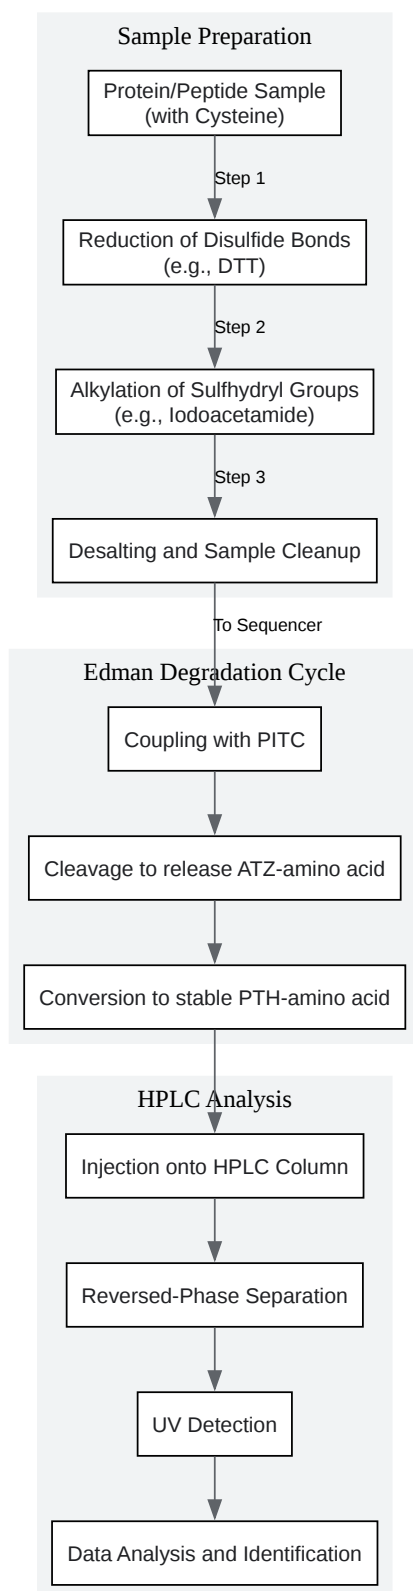 Sample Preparation
Protein/Peptide Sample
(with Cysteine)
Step 1
Reduction of Disulfide Bonds
(e.g., DTT)
Step 2
Alkylation of Sulfhydryl Groups
(e.g., Iodoacetamide)
Step 3
Desalting and Sample Cleanup
To Sequencer
Edman Degradation Cycle
Coupling with PITC
Cleavage to release ATZ-amino acid
Conversion to stable PTH-amino acid
HPLC Analysis
Injection onto HPLC Column
Reversed-Phase Separation
UV Detection
Data Analysis and Identification